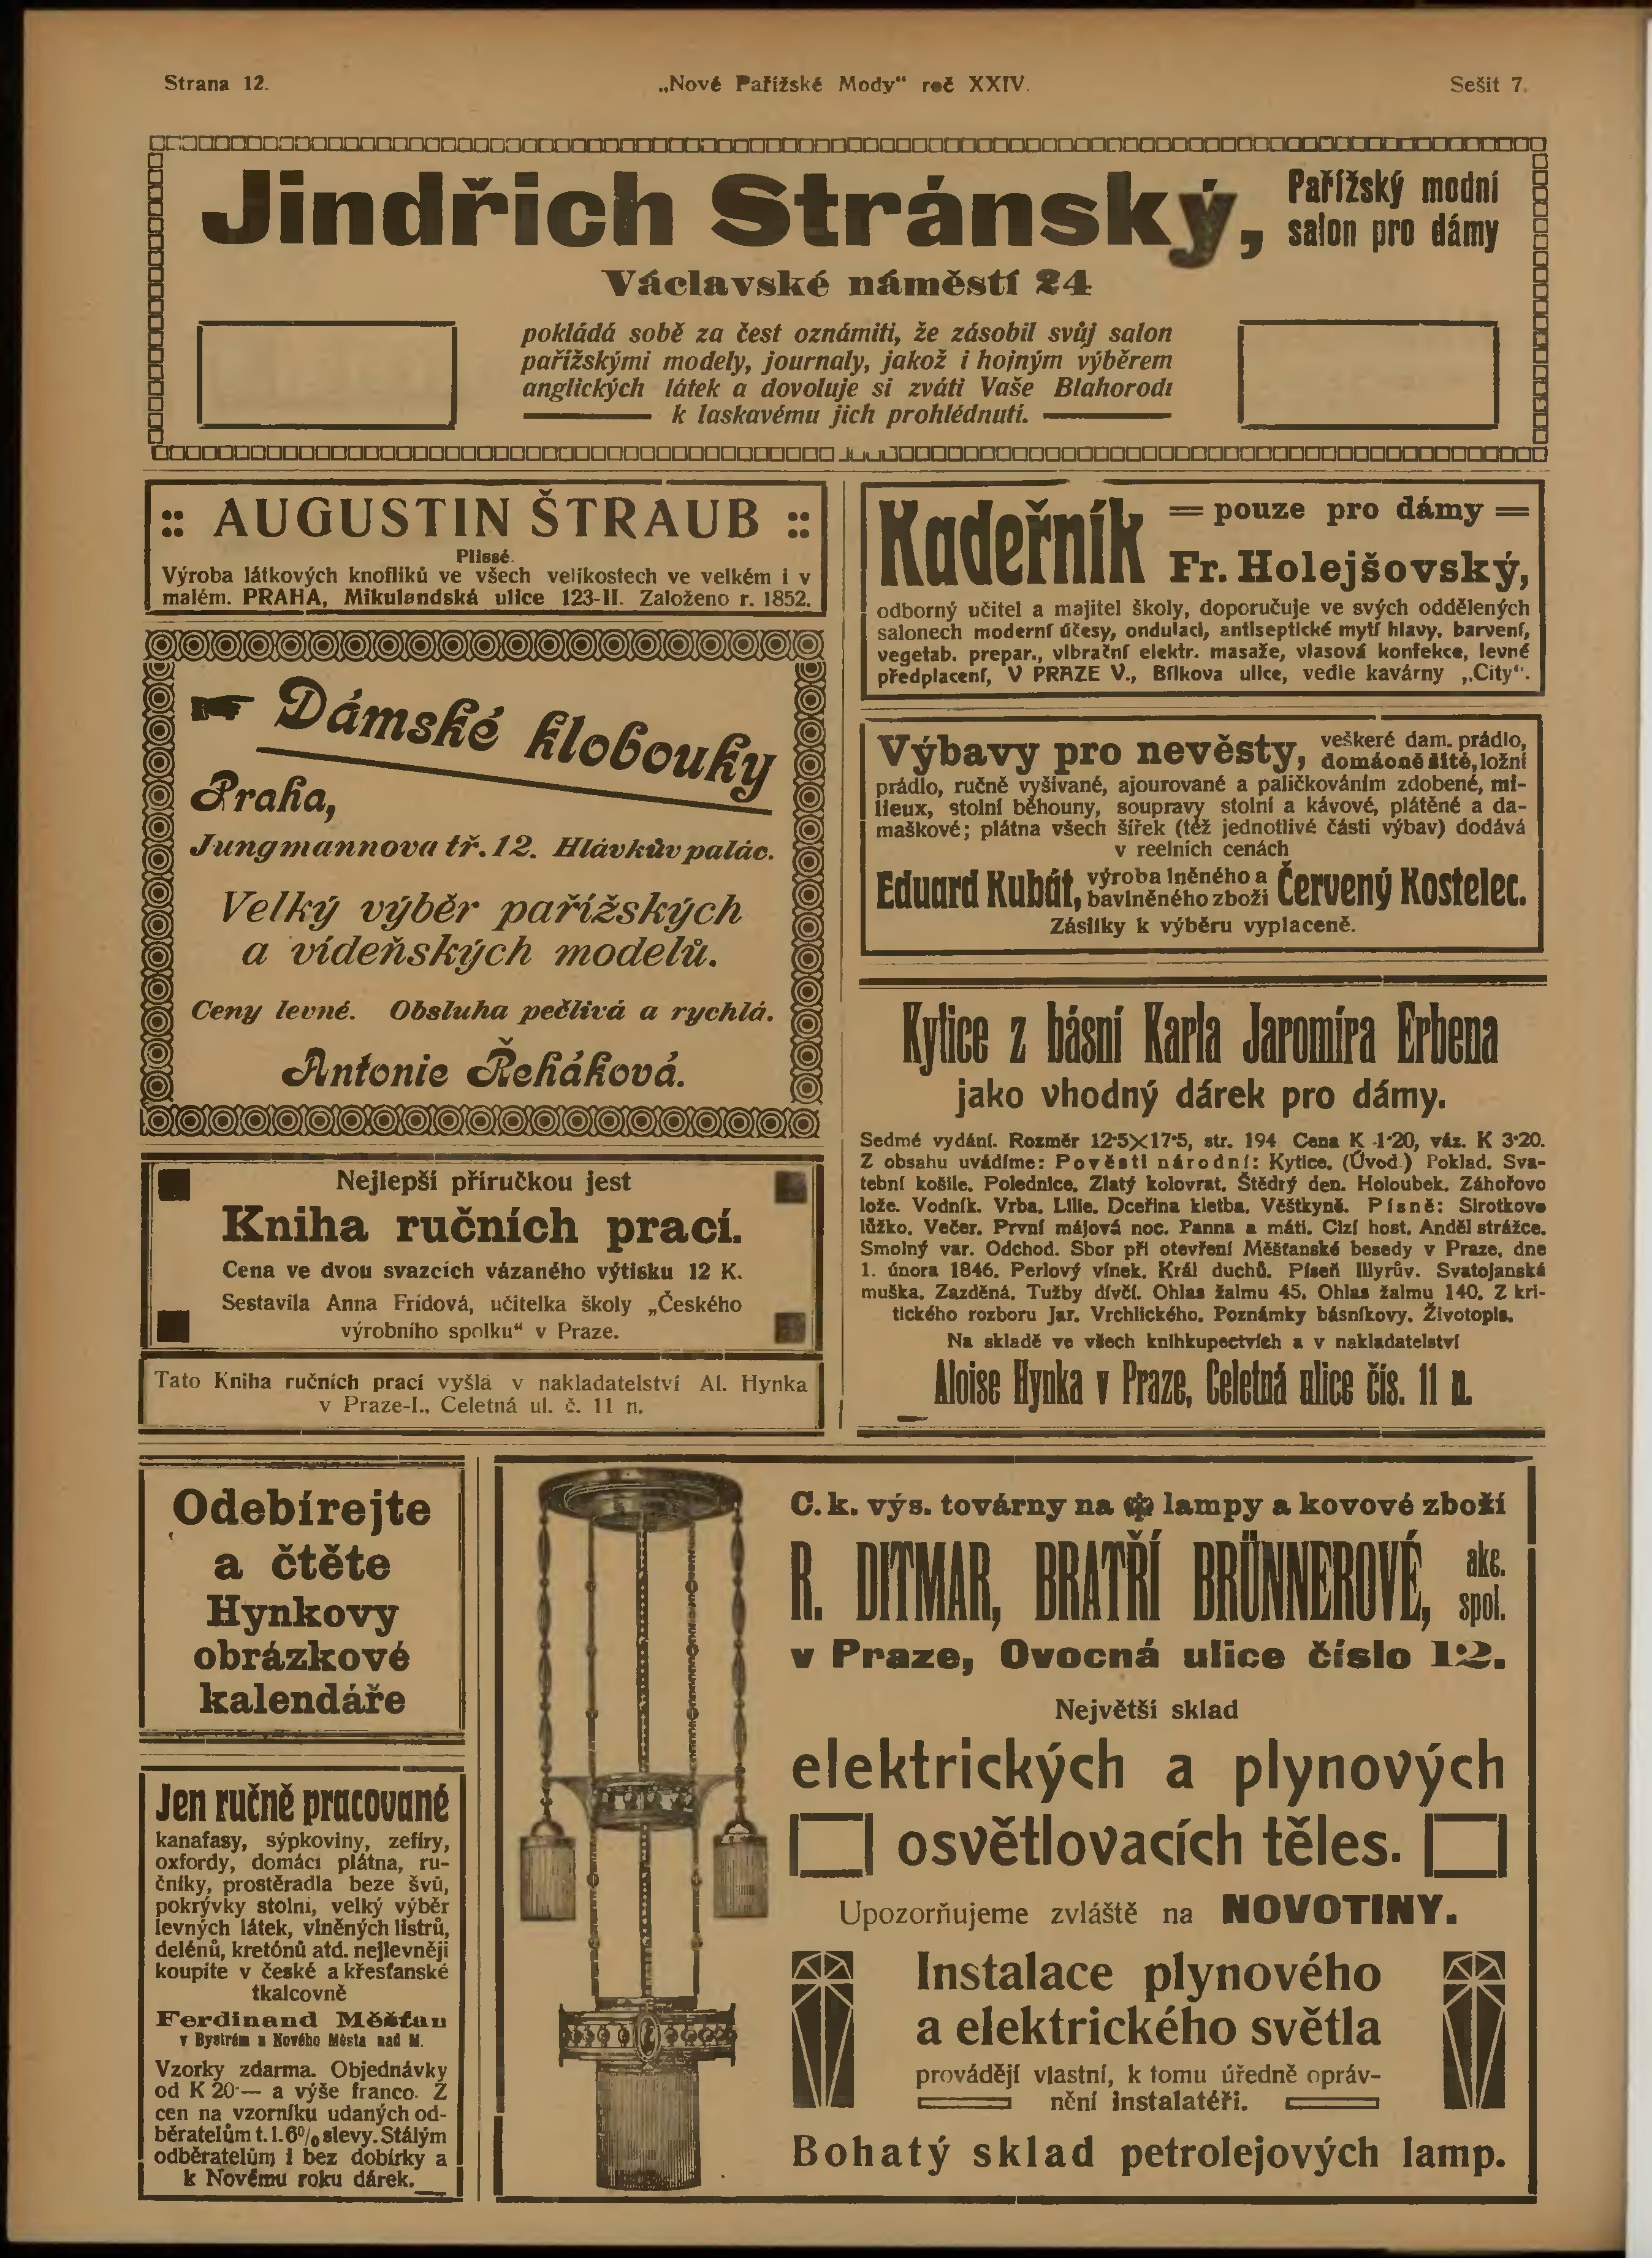 Strana 12.
„Nové Pařížské Mody“ roč XXIV.
Sešit 7.
Jindřich Stránský,
Pařížský modní
salon pro dámy
Václavské náměstí 24
pokládá sobě za čest oznámiti, že zásobil svůj salon
pařížskými modely, journaly, jakož i hojným výběrem
anglických látek a dovoluje si zváti Vaše Blahorodí
k laskavému jich prohlédnutí.
:: AUGUSTIN ŠTRAUB ::
Plissé.
Výroba látkových knoflíků ve všech velikostech ve velkém i v
malém. PRAHA, Mikulandská ulice 123-II. Založeno r. 1852.
Dámské klobouky
Praha,
Jungmannova tř. 12. Hlávkův palác.
Velký výběr pařížských
a vídeňských modelů.
Ceny levné. Obsluha pečlivá a rychlá.
Antonie Řeháková.
Nejlepší příručkou jest
Kniha ručních prací.
Cena ve dvou svazcích vázaného výtisku 12 K.
Sestavila Anna Frídová, učitelka školy „Českého
výrobního spolku“ v Praze.
Tato Kniha ručních prací vyšla v nakladatelství Al. Hynka
v Praze-I., Celetná ul. č. 11 n.
Kadeřník
= pouze pro dámy =
Fr. Holejšovský,
odborný učitel a majitel školy, doporučuje ve svých oddělených
salonech moderní účesy, ondulaci, antiseptické mytí hlavy, barvení,
vegetab. prepar., vibrační elektr. masaže, vlasová konfekce, levné
předplacení, V PRAZE V., Bílkova ulice, vedle kavárny „City“.
Výbavy pro nevěsty, veškeré dam. prádlo,
domácně šité, ložní
prádlo, ručně vyšívané, ajourované a paličkováním zdobené, mi-
lieux, stolní běhouny, soupravy stolní a kávové, plátěné a da-
maškové; plátna všech šířek (též jednotlivé části výbav) dodává
v reelních cenách
Eduard Kubát, výroba lněného a
bavlněného zboží Červený Kostelec.
Zásilky k výběru vyplaceně.
Kytice z básní Karla Jaromíra Erbena
jako vhodný dárek pro dámy.
Sedmé vydání. Rozměr 12·5×17·5, str. 194 Cena K 1·20, váz. K 3·20.
Z obsahu uvádíme: Pověsti národní: Kytice. (Úvod.) Poklad. Sva-
tební košile. Polednice. Zlatý kolovrat. Štědrý den. Holoubek. Záhořovo
lože. Vodník. Vrba. Lilie. Dceřina kletba. Věštkyně. Písně: Sirotkovo
lůžko. Večer. První májová noc. Panna a máti. Cizí host. Anděl strážce.
Smolný var. Odchod. Sbor při otevření Měšťanské besedy v Praze, dne
1. února 1846. Perlový vínek. Král duchů. Píseň Illyrův. Svatojanská
muška. Zazděná. Tužby dívčí. Ohlas žalmu 45. Ohlas žalmu 140. Z kri-
tického rozboru Jar. Vrchlického. Poznámky básníkovy. Životopis.
Na skladě ve všech knihkupectvích a v nakladatelství
Aloise Hynka v Praze, Celetná ulice čís. 11 n.
Odebírejte
a čtěte
Hynkovy
obrázkové
kalendáře
Jen ručně pracované
kanafasy, sýpkoviny, zefíry,
oxfordy, domácí plátna, ru-
čníky, prostěradla beze švů,
pokrývky stolní, velký výběr
levných látek, vlněných listrů,
delénů, kretónů atd. nejlevněji
koupíte v české a křesťanské
tkalcovně
Ferdinand Měšťan
v Bystrém u Nového Města nad M.
Vzorky zdarma. Objednávky
od K 20·— a výše franco. Z
cen na vzorníku udaných od-
běratelům t. l. 6% slevy. Stálým
odběratelům i bez dobírky a
k Novému roku dárek.
C. k. výs. továrny na lampy a kovové zboží
R. DITMAR, BRATŘÍ BRÜNNEROVÉ, akc.
spol.
v Praze, Ovocná ulice číslo 12.
Největší sklad
elektrických a plynových
osvětlovacích těles.
Upozorňujeme zvláště na NOVOTINY.
Instalace plynového
a elektrického světla
provádějí vlastní, k tomu úředně opráv-
nění instalatéři.
Bohatý sklad petrolejových lamp.